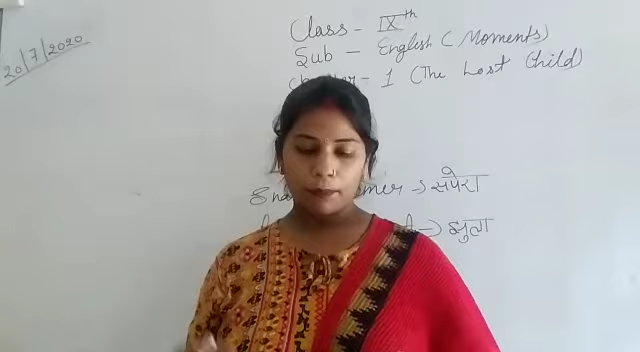 20/7/2020
Class - IXth
Sub - English (Moments)
1 (The Lost Child)
→ सपेरा
→ झुला